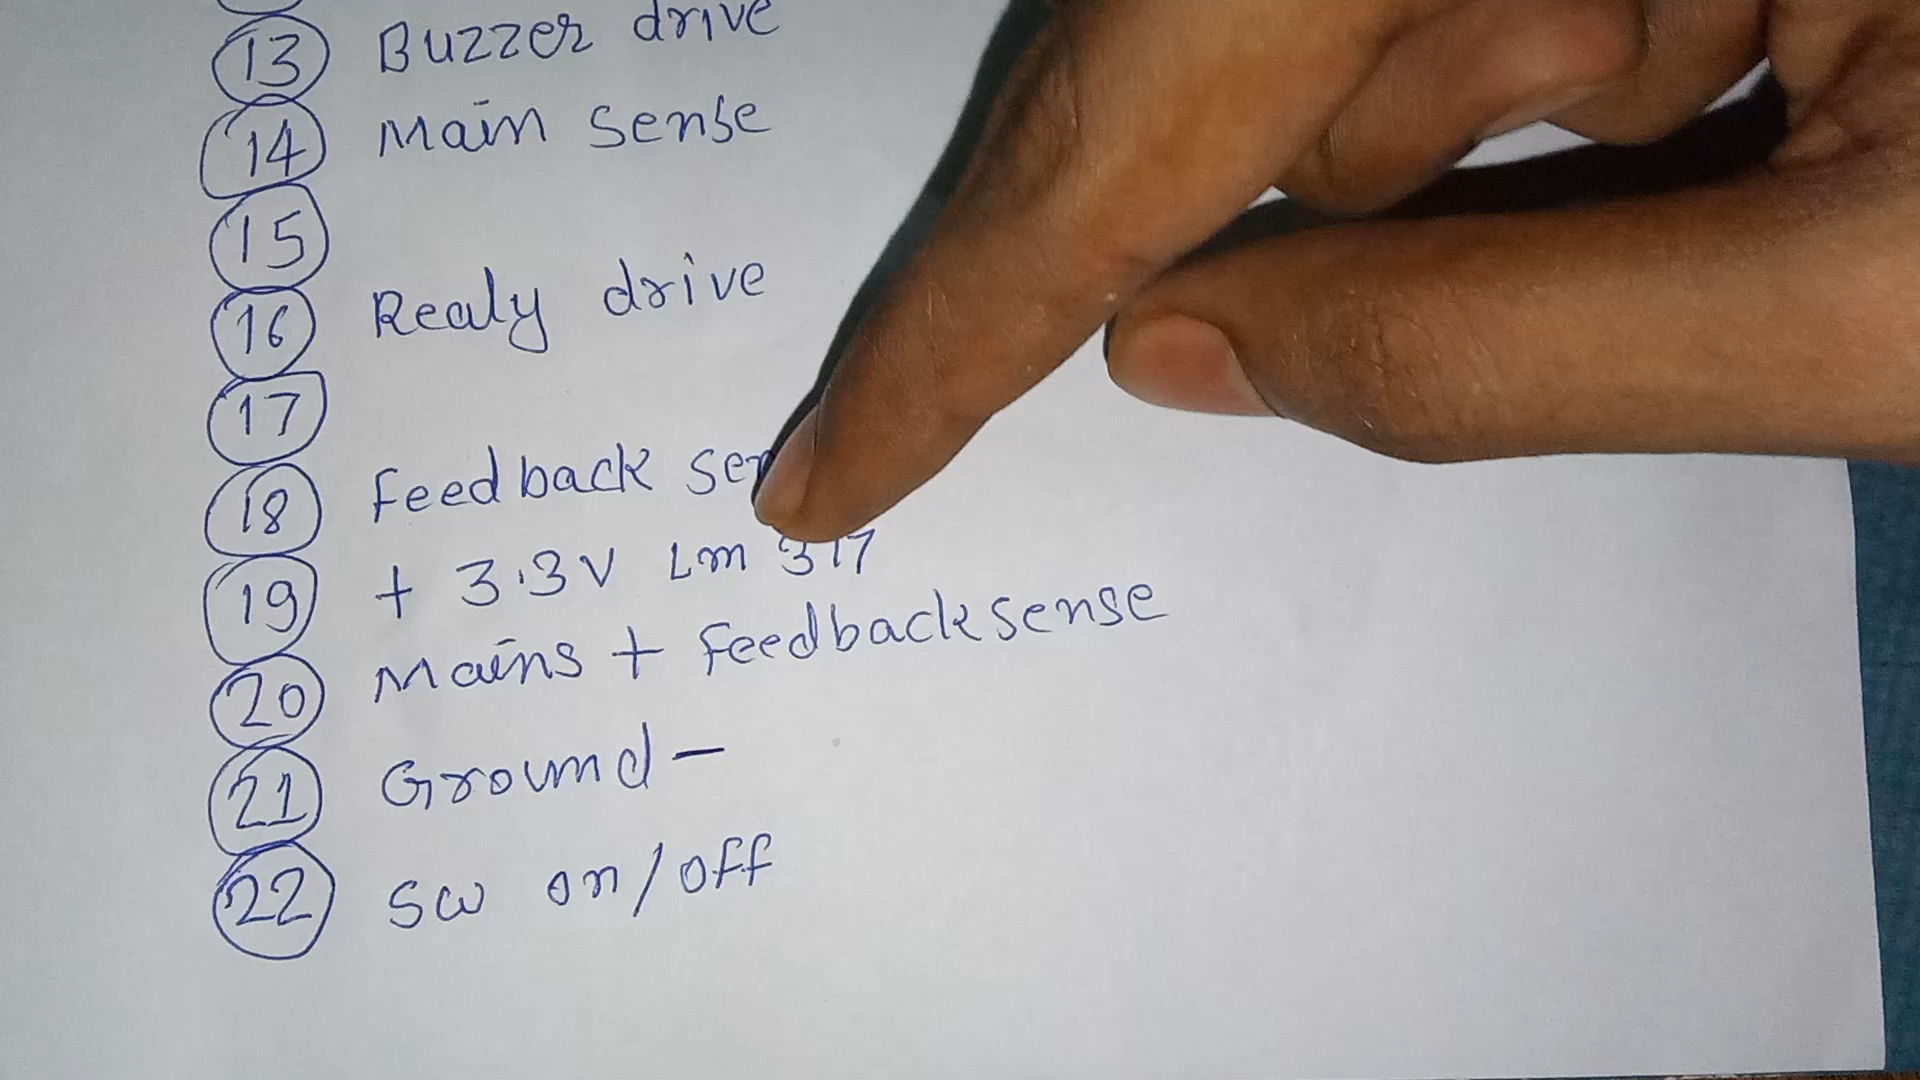 13 Buzzer drive
14 Main sense
15
16 Realy drive
17
18 Feedback
19 + 3.3V Lm 317
20 Mains + Feedback sense
21 Ground -
22 SW on/off